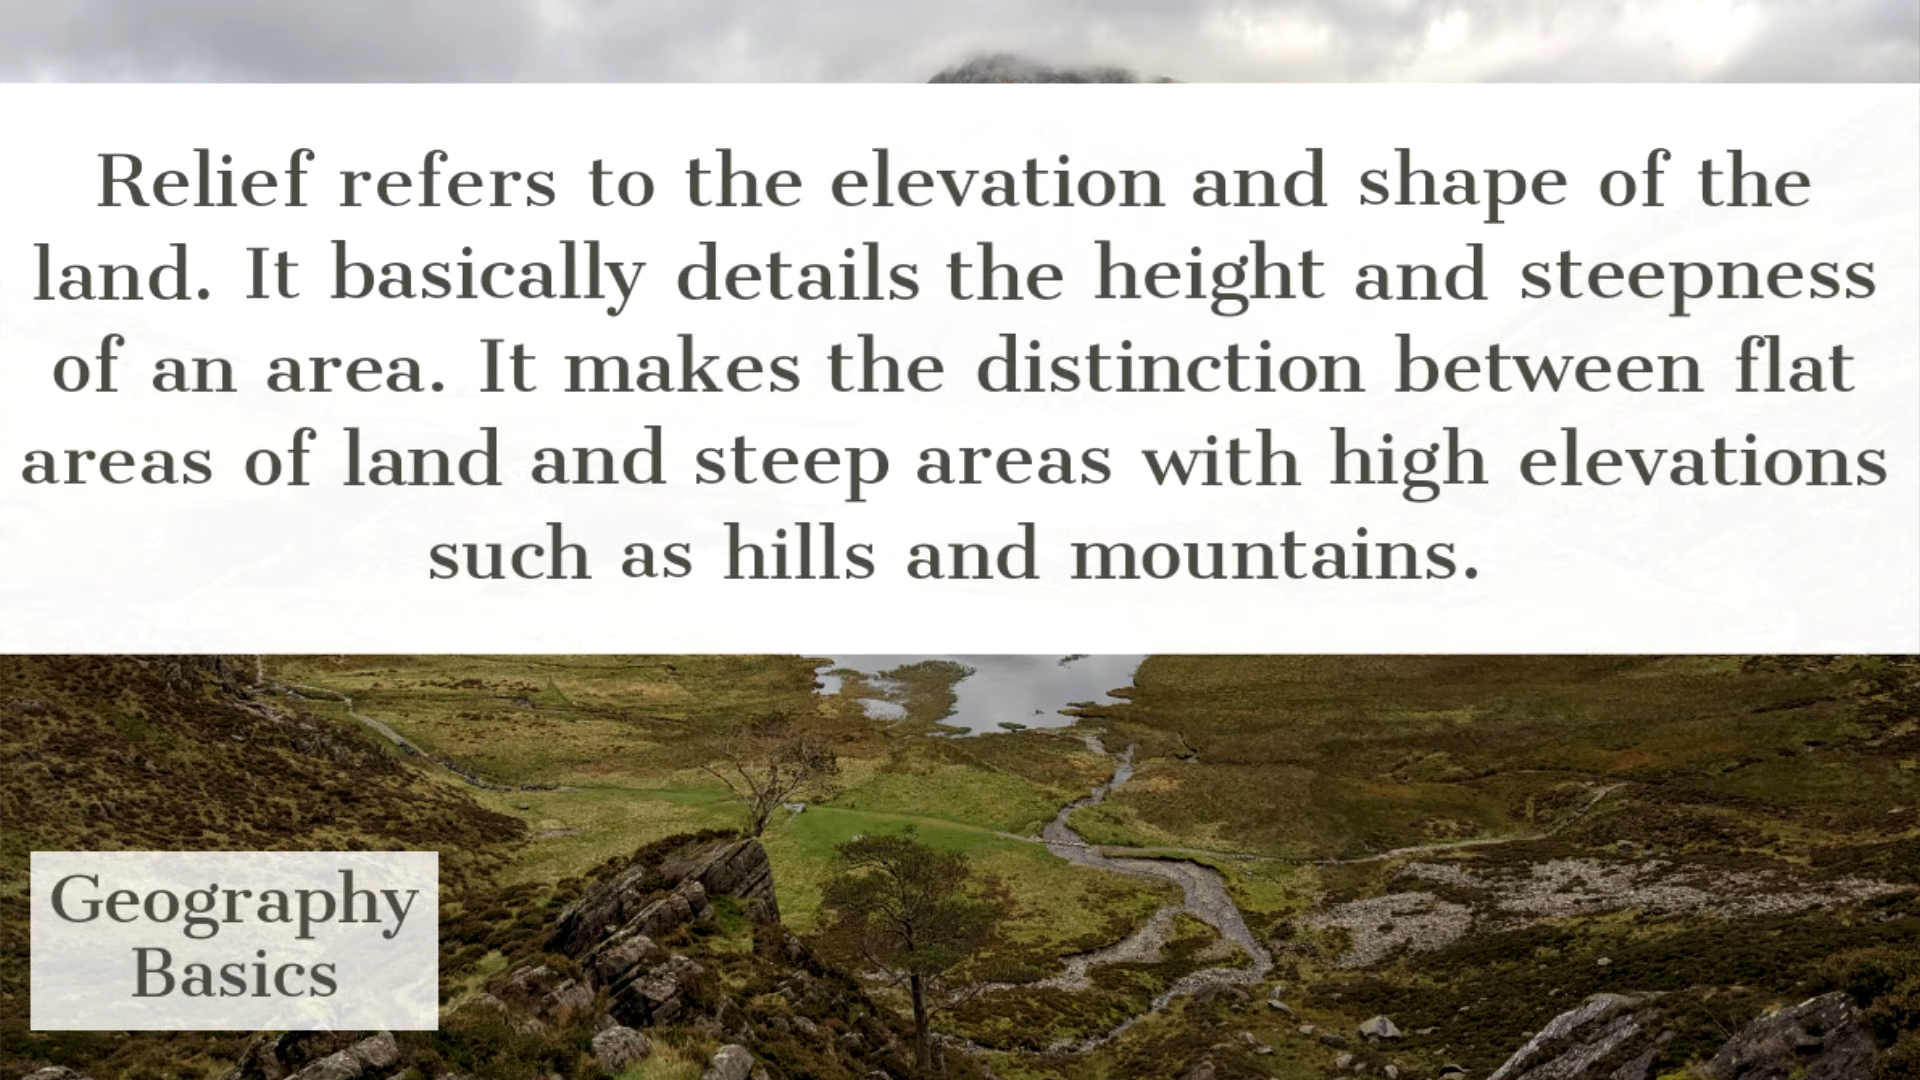 Relief refers to the elevation and shape of the
land. It basically details the height and steepness
of an area. It makes the distinction between flat
areas of land and steep areas with high elevations
such as hills and mountains.
Geography
Basics